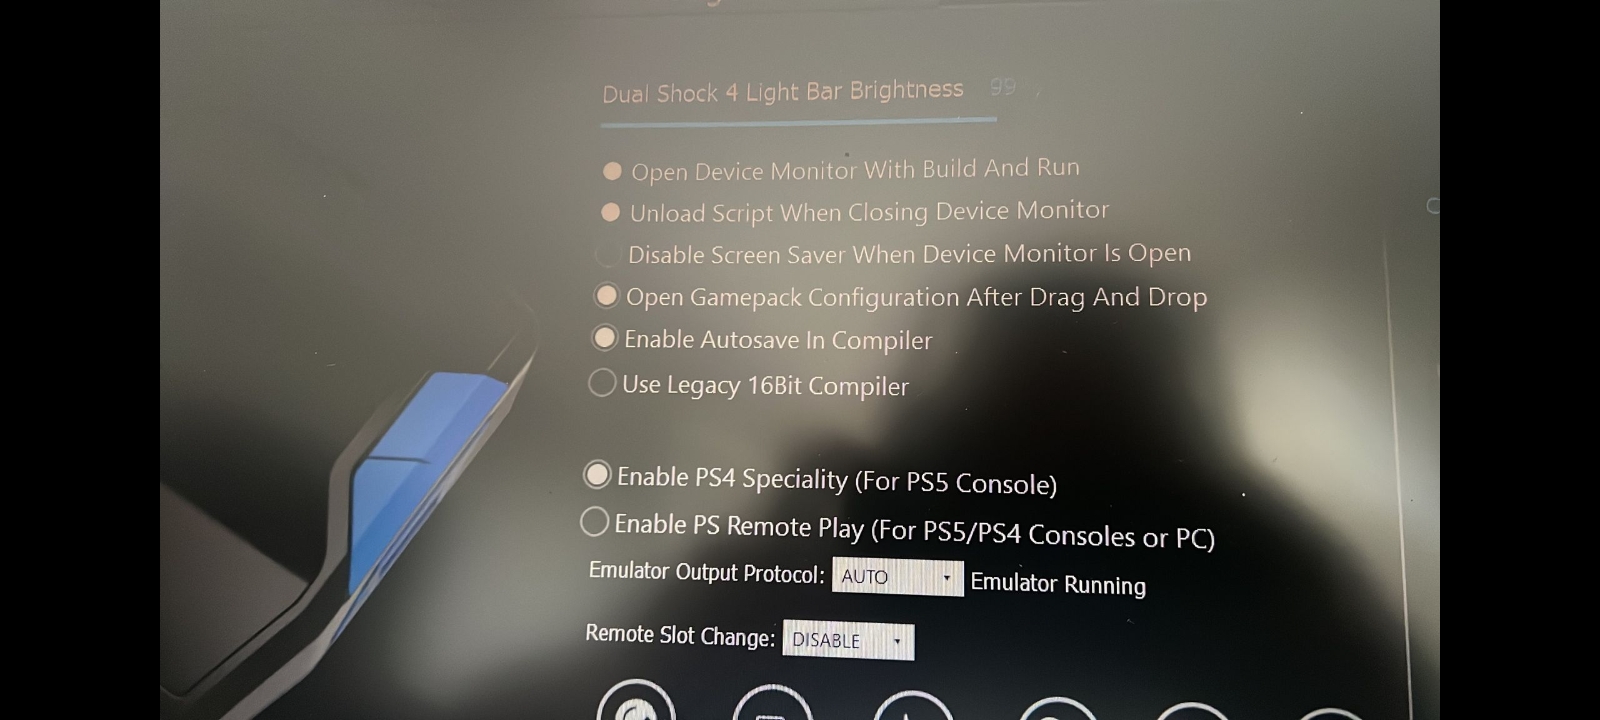 Dual Shock 4 Light Bar Brightness 99
Open Device Monitor With Build And Run
Unload Script When Closing Device Monitor
Disable Screen Saver When Device Monitor Is Open
Open Gamepack Configuration After Drag And Drop
Enable Autosave In Compiler
Use Legacy 16Bit Compiler
Enable PS4 Speciality (For PS5 Console)
Enable PS Remote Play (For PS5/PS4 Consoles or PC)
Emulator Output Protocol: AUTO Emulator Running
Remote Slot Change: DISABLE